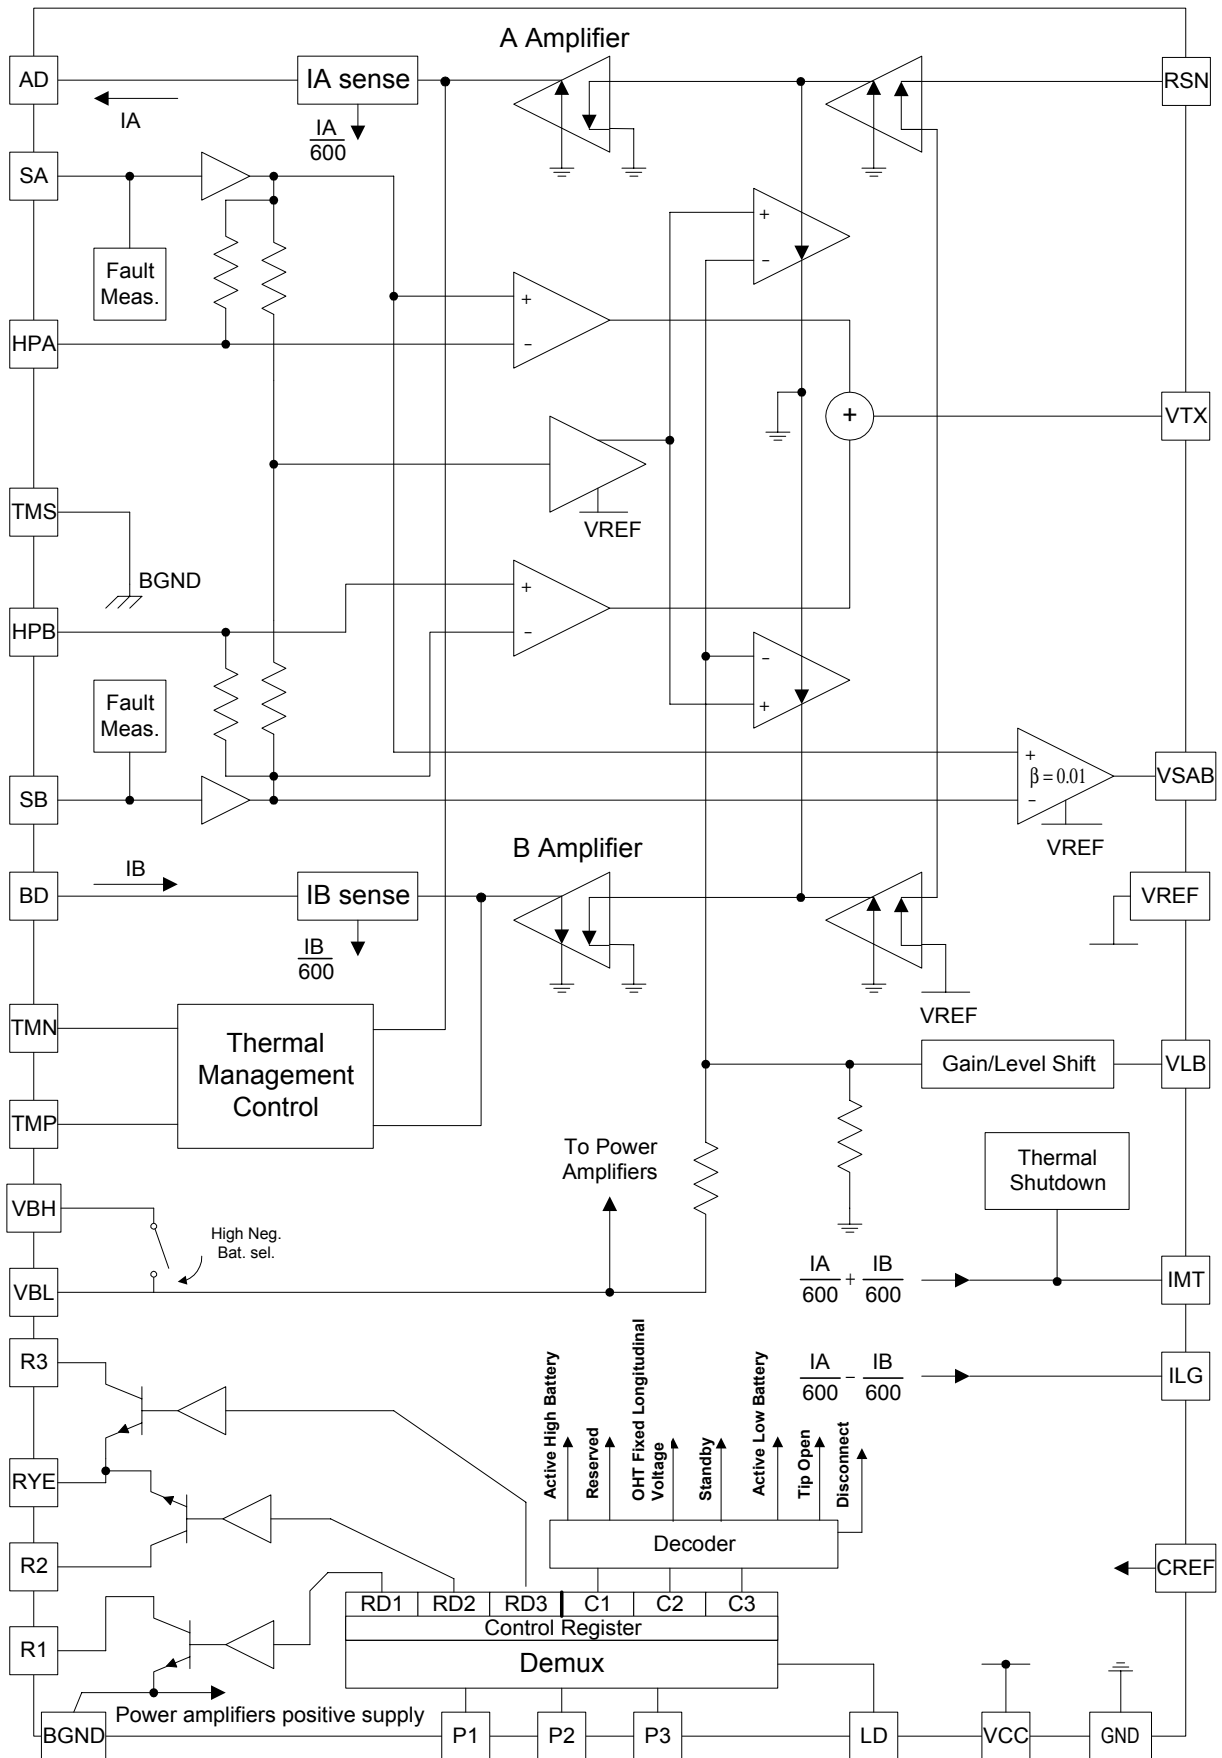 A Amplifier
AD
IA sense
RSN
IA
IA
600
SA
+
-
Fault
Meas.
+
-
HPA
+
VTX
TMS
VREF
BGND
HPB
+
-
-
+
Fault
Meas.
+
β = 0.01
-
VSAB
SB
VREF
B Amplifier
IB
BD
IB sense
VREF
IB
600
VREF
TMN
Thermal
Management
Control
Gain/Level Shift
VLB
TMP
To Power
Amplifiers
Thermal
Shutdown
VBH
High Neg.
Bat. sel.
IA
600
+
IB
600
IMT
VBL
R3
IA
600
-
IB
600
ILG
Active High Battery
Reserved
OHT Fixed Longitudinal
Voltage
Standby
Active Low Battery
Tip Open
Disconnect
RYE
Decoder
R2
CREF
RD1
RD2
RD3
C1
C2
C3
Control Register
R1
Demux
Power amplifiers positive supply
BGND
P1
P2
P3
LD
VCC
GND